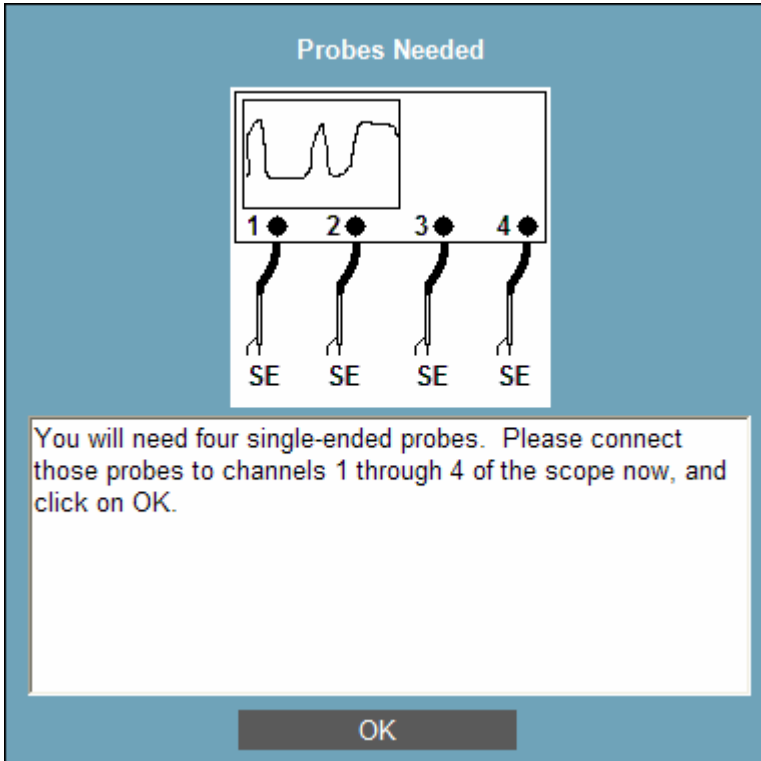 Probes Needed
1 2 3 4
SE SE SE SE
You will need four single-ended probes.  Please connect
those probes to channels 1 through 4 of the scope now, and
click on OK.
OK